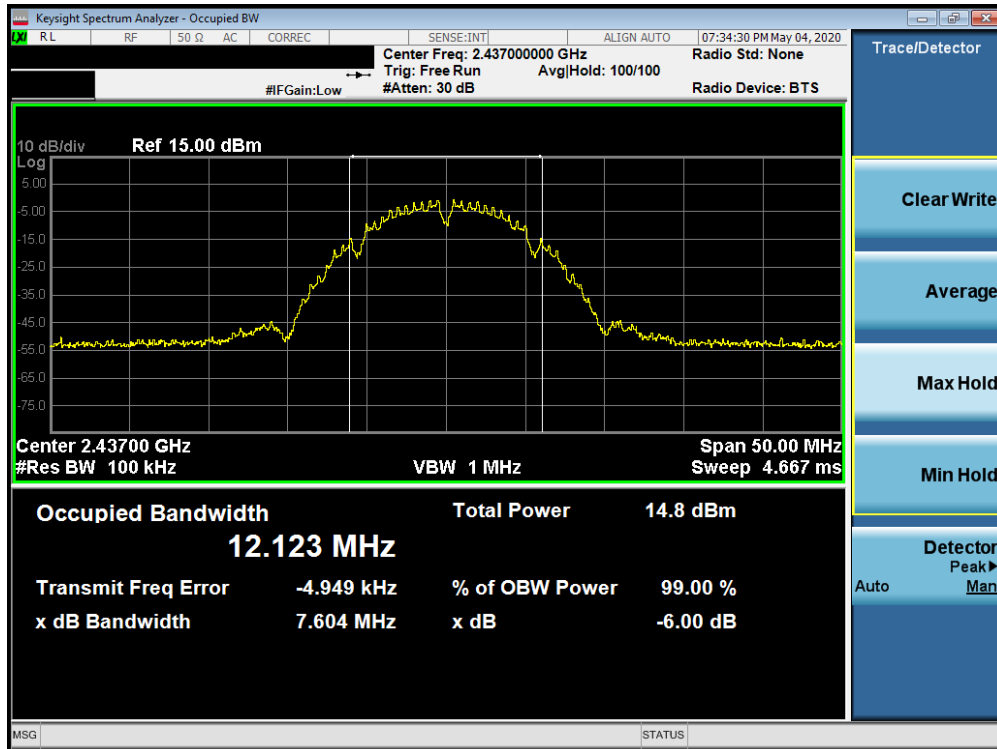 Keysight Spectrum Analyzer - Occupied BW
LXI RL RF 50 Ω AC CORREC SENSE:INT ALIGN AUTO 07:34:30 PM May 04, 2020
Center Freq: 2.437000000 GHz Radio Std: None
Trig: Free Run Avg|Hold: 100/100
#IFGain:Low #Atten: 30 dB Radio Device: BTS
Trace/Detector
10 dB/div Ref 15.00 dBm
Log
5.00
-5.00
-15.0
-25.0
-35.0
-45.0
-55.0
-65.0
-75.0
Center 2.43700 GHz Span 50.00 MHz
#Res BW 100 kHz VBW 1 MHz Sweep 4.667 ms
Occupied Bandwidth Total Power 14.8 dBm
12.123 MHz
Transmit Freq Error -4.949 kHz % of OBW Power 99.00 %
x dB Bandwidth 7.604 MHz x dB -6.00 dB
Clear Write
Average
Max Hold
Min Hold
Detector
Peak▶
Auto Man
MSG STATUS